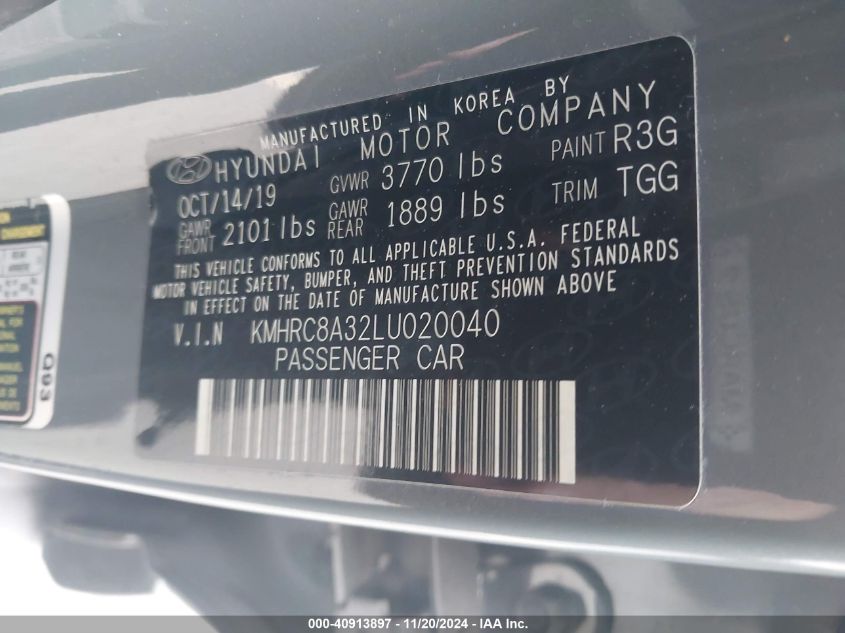 MANUFACTURED IN KOREA BY
HYUNDAI MOTOR COMPANY
OCT/14/19 GVWR 3770 lbs PAINT R3G
GAWR FRONT 2101 lbs GAWR REAR 1889 lbs TRIM TGG
THIS VEHICLE CONFORMS TO ALL APPLICABLE U.S.A. FEDERAL
MOTOR VEHICLE SAFETY, BUMPER, AND THEFT PREVENTION STANDARDS
IN EFFECT ON THE DATE OF MANUFACTURE SHOWN ABOVE
V.I.N KMHRC8A32LU020040
PASSENGER CAR
Q93
000-40913897 - 11/20/2024 - IAA Inc.